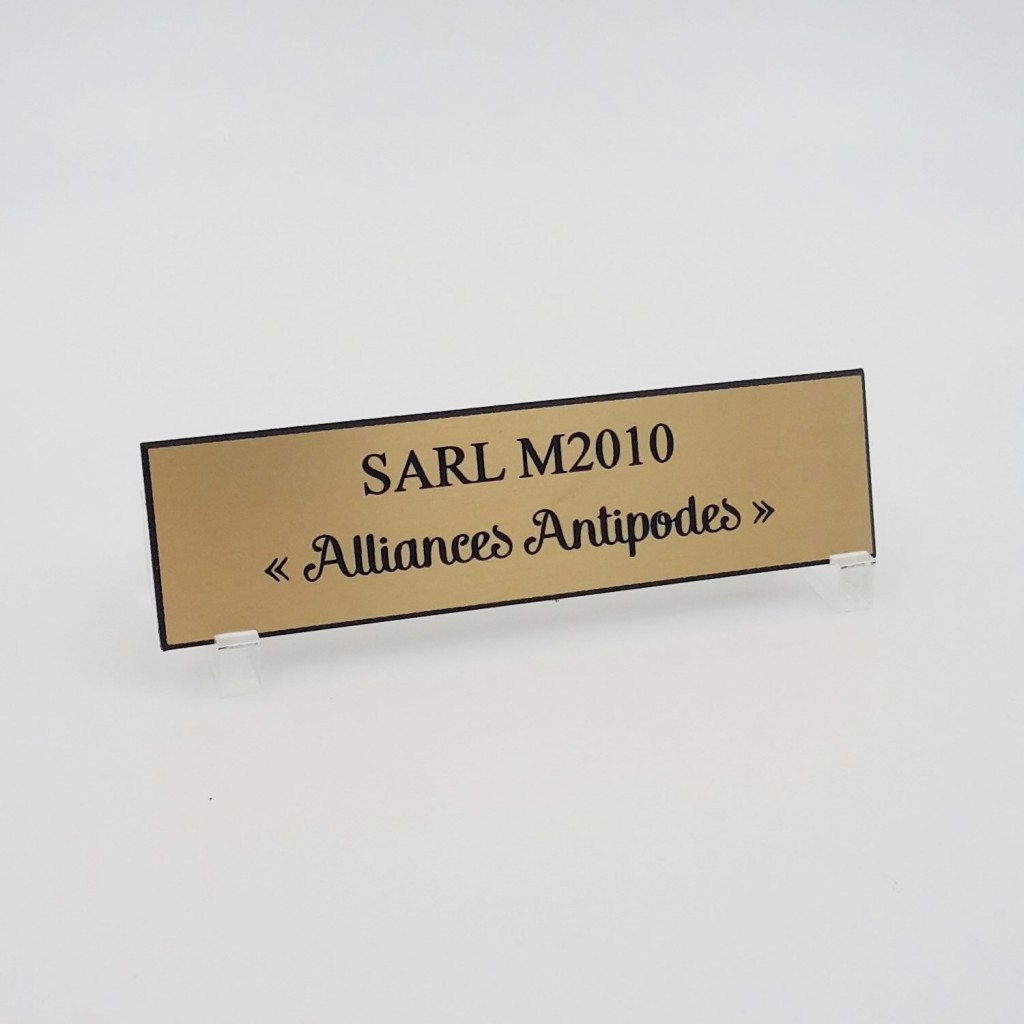 SARL M2010
« Alliances Antipodes »